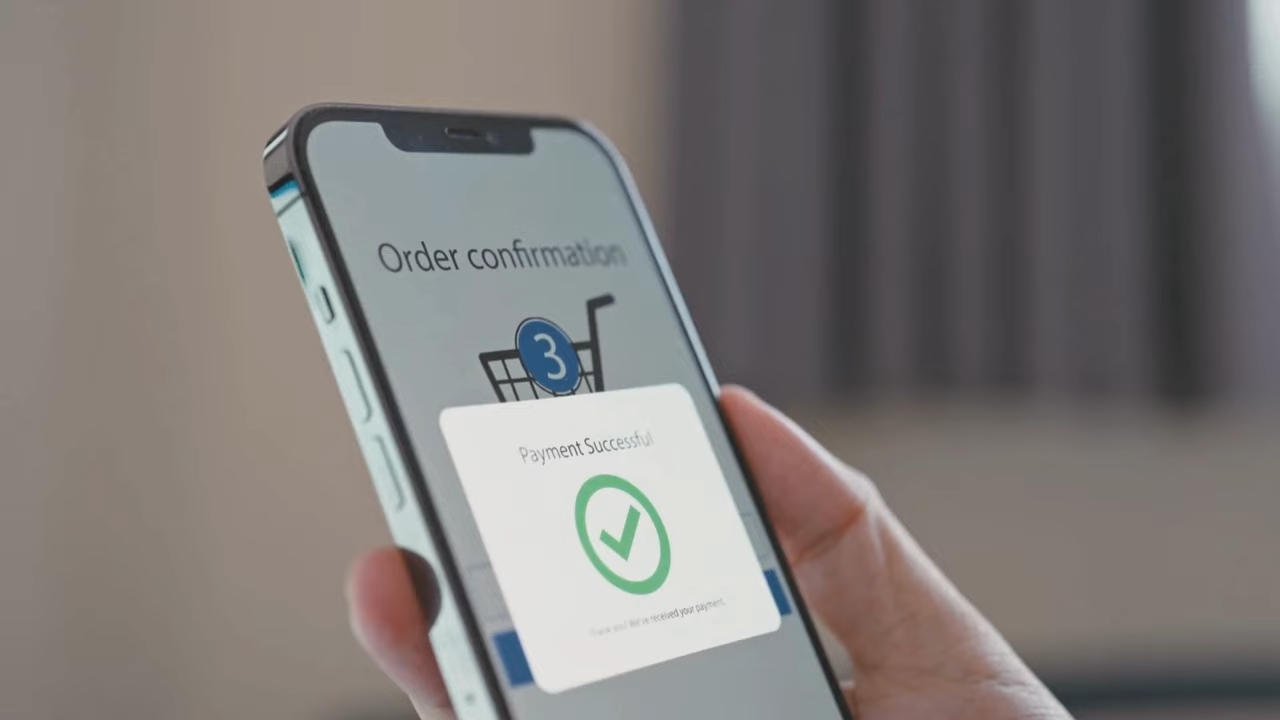 Order confirmation
3
Payment Successful
Thank you! We've received your payment.